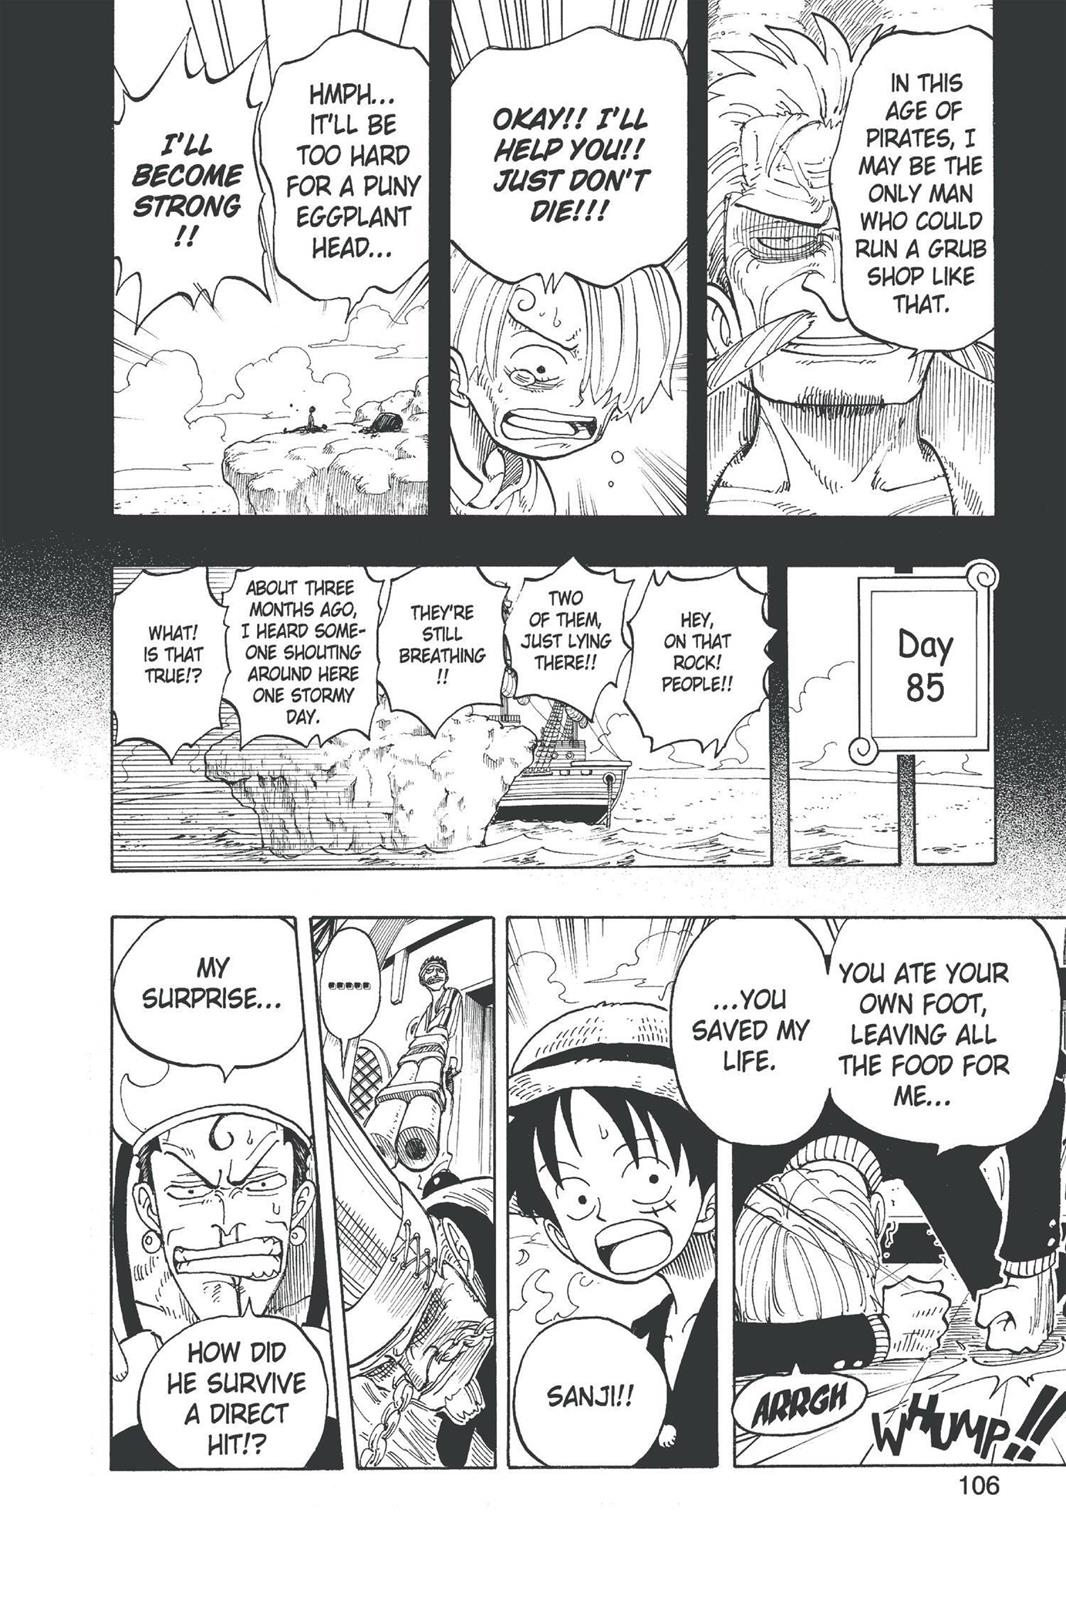 IN THIS
AGE OF
PIRATES, I
MAY BE THE
ONLY MAN
WHO COULD
RUN A GRUB
SHOP LIKE
THAT.
OKAY!! I'LL
HELP YOU!!
JUST DON'T
DIE!!!
HMPH...
IT'LL BE
TOO HARD
FOR A PUNY
EGGPLANT
HEAD...
I'LL
BECOME
STRONG
!!
Day
85
HEY,
ON THAT
ROCK!
PEOPLE!!
TWO
OF THEM,
JUST LYING
THERE!!
THEY'RE
STILL
BREATHING
!!
ABOUT THREE
MONTHS AGO,
I HEARD SOME-
ONE SHOUTING
AROUND HERE
ONE STORMY
DAY.
WHAT!
IS THAT
TRUE!?
YOU ATE YOUR
OWN FOOT,
LEAVING ALL
THE FOOD FOR
ME...
...YOU
SAVED MY
LIFE.
ARRGH
WHUMP!!
SANJI!!
.....
MY
SURPRISE...
HOW DID
HE SURVIVE
A DIRECT
HIT!?
106